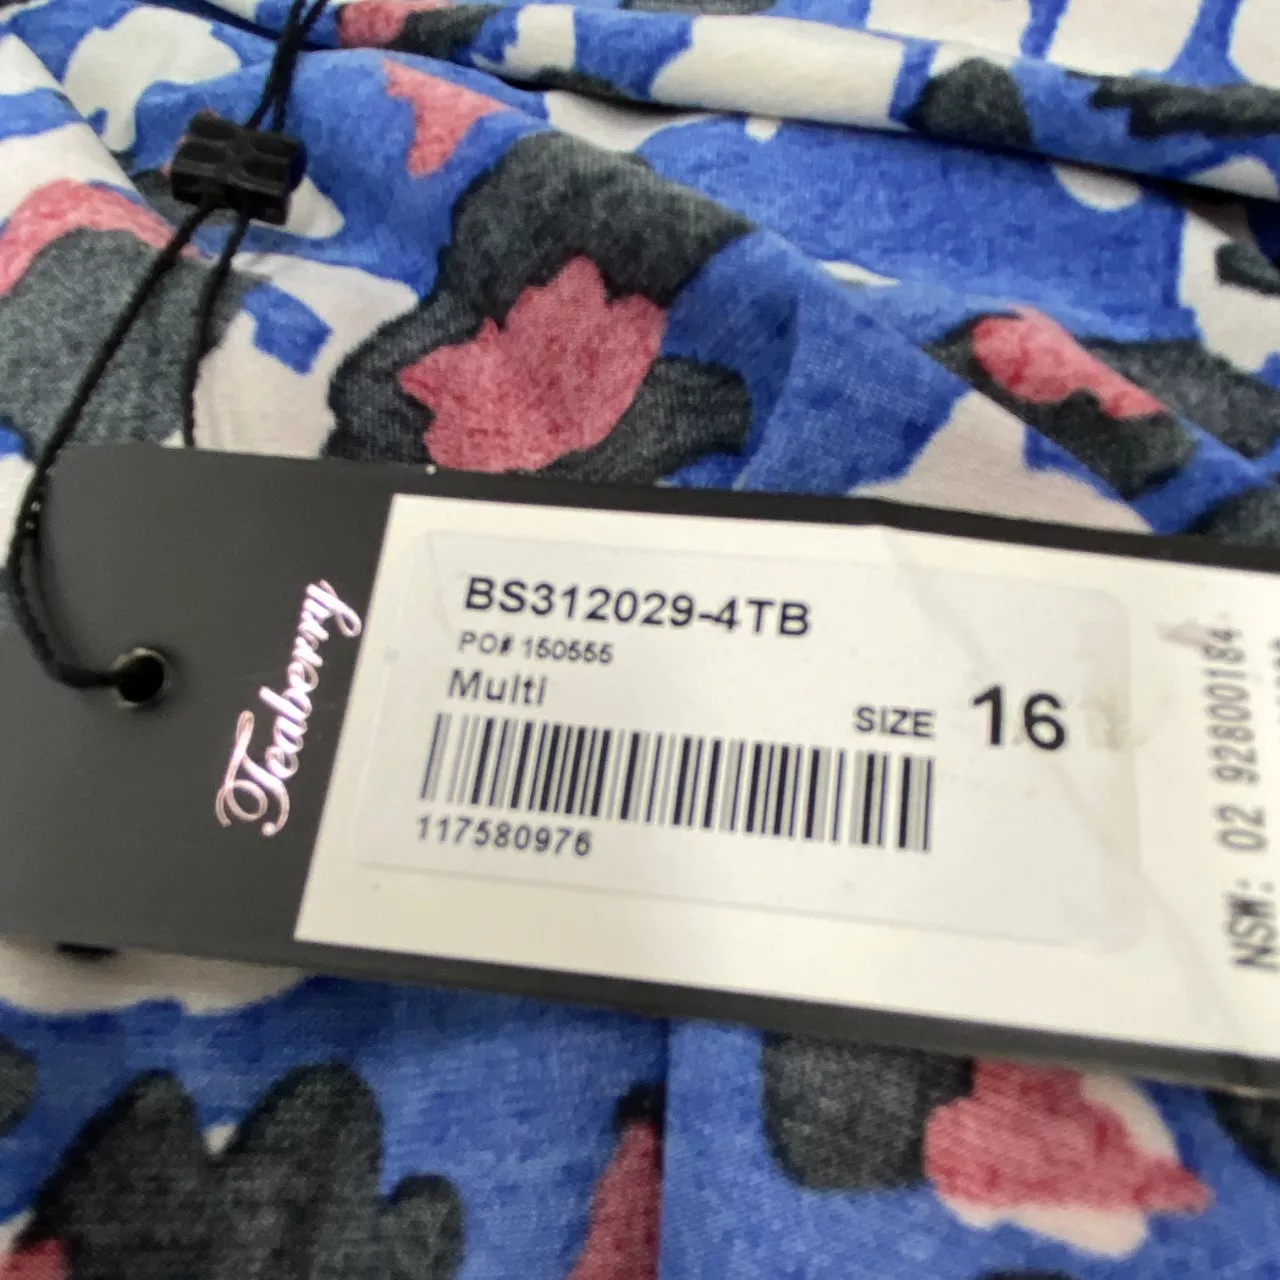 Teaberry
BS312029-4TB
PO# 150555
Multi
SIZE 16
117580976
NSW: 02 92800184